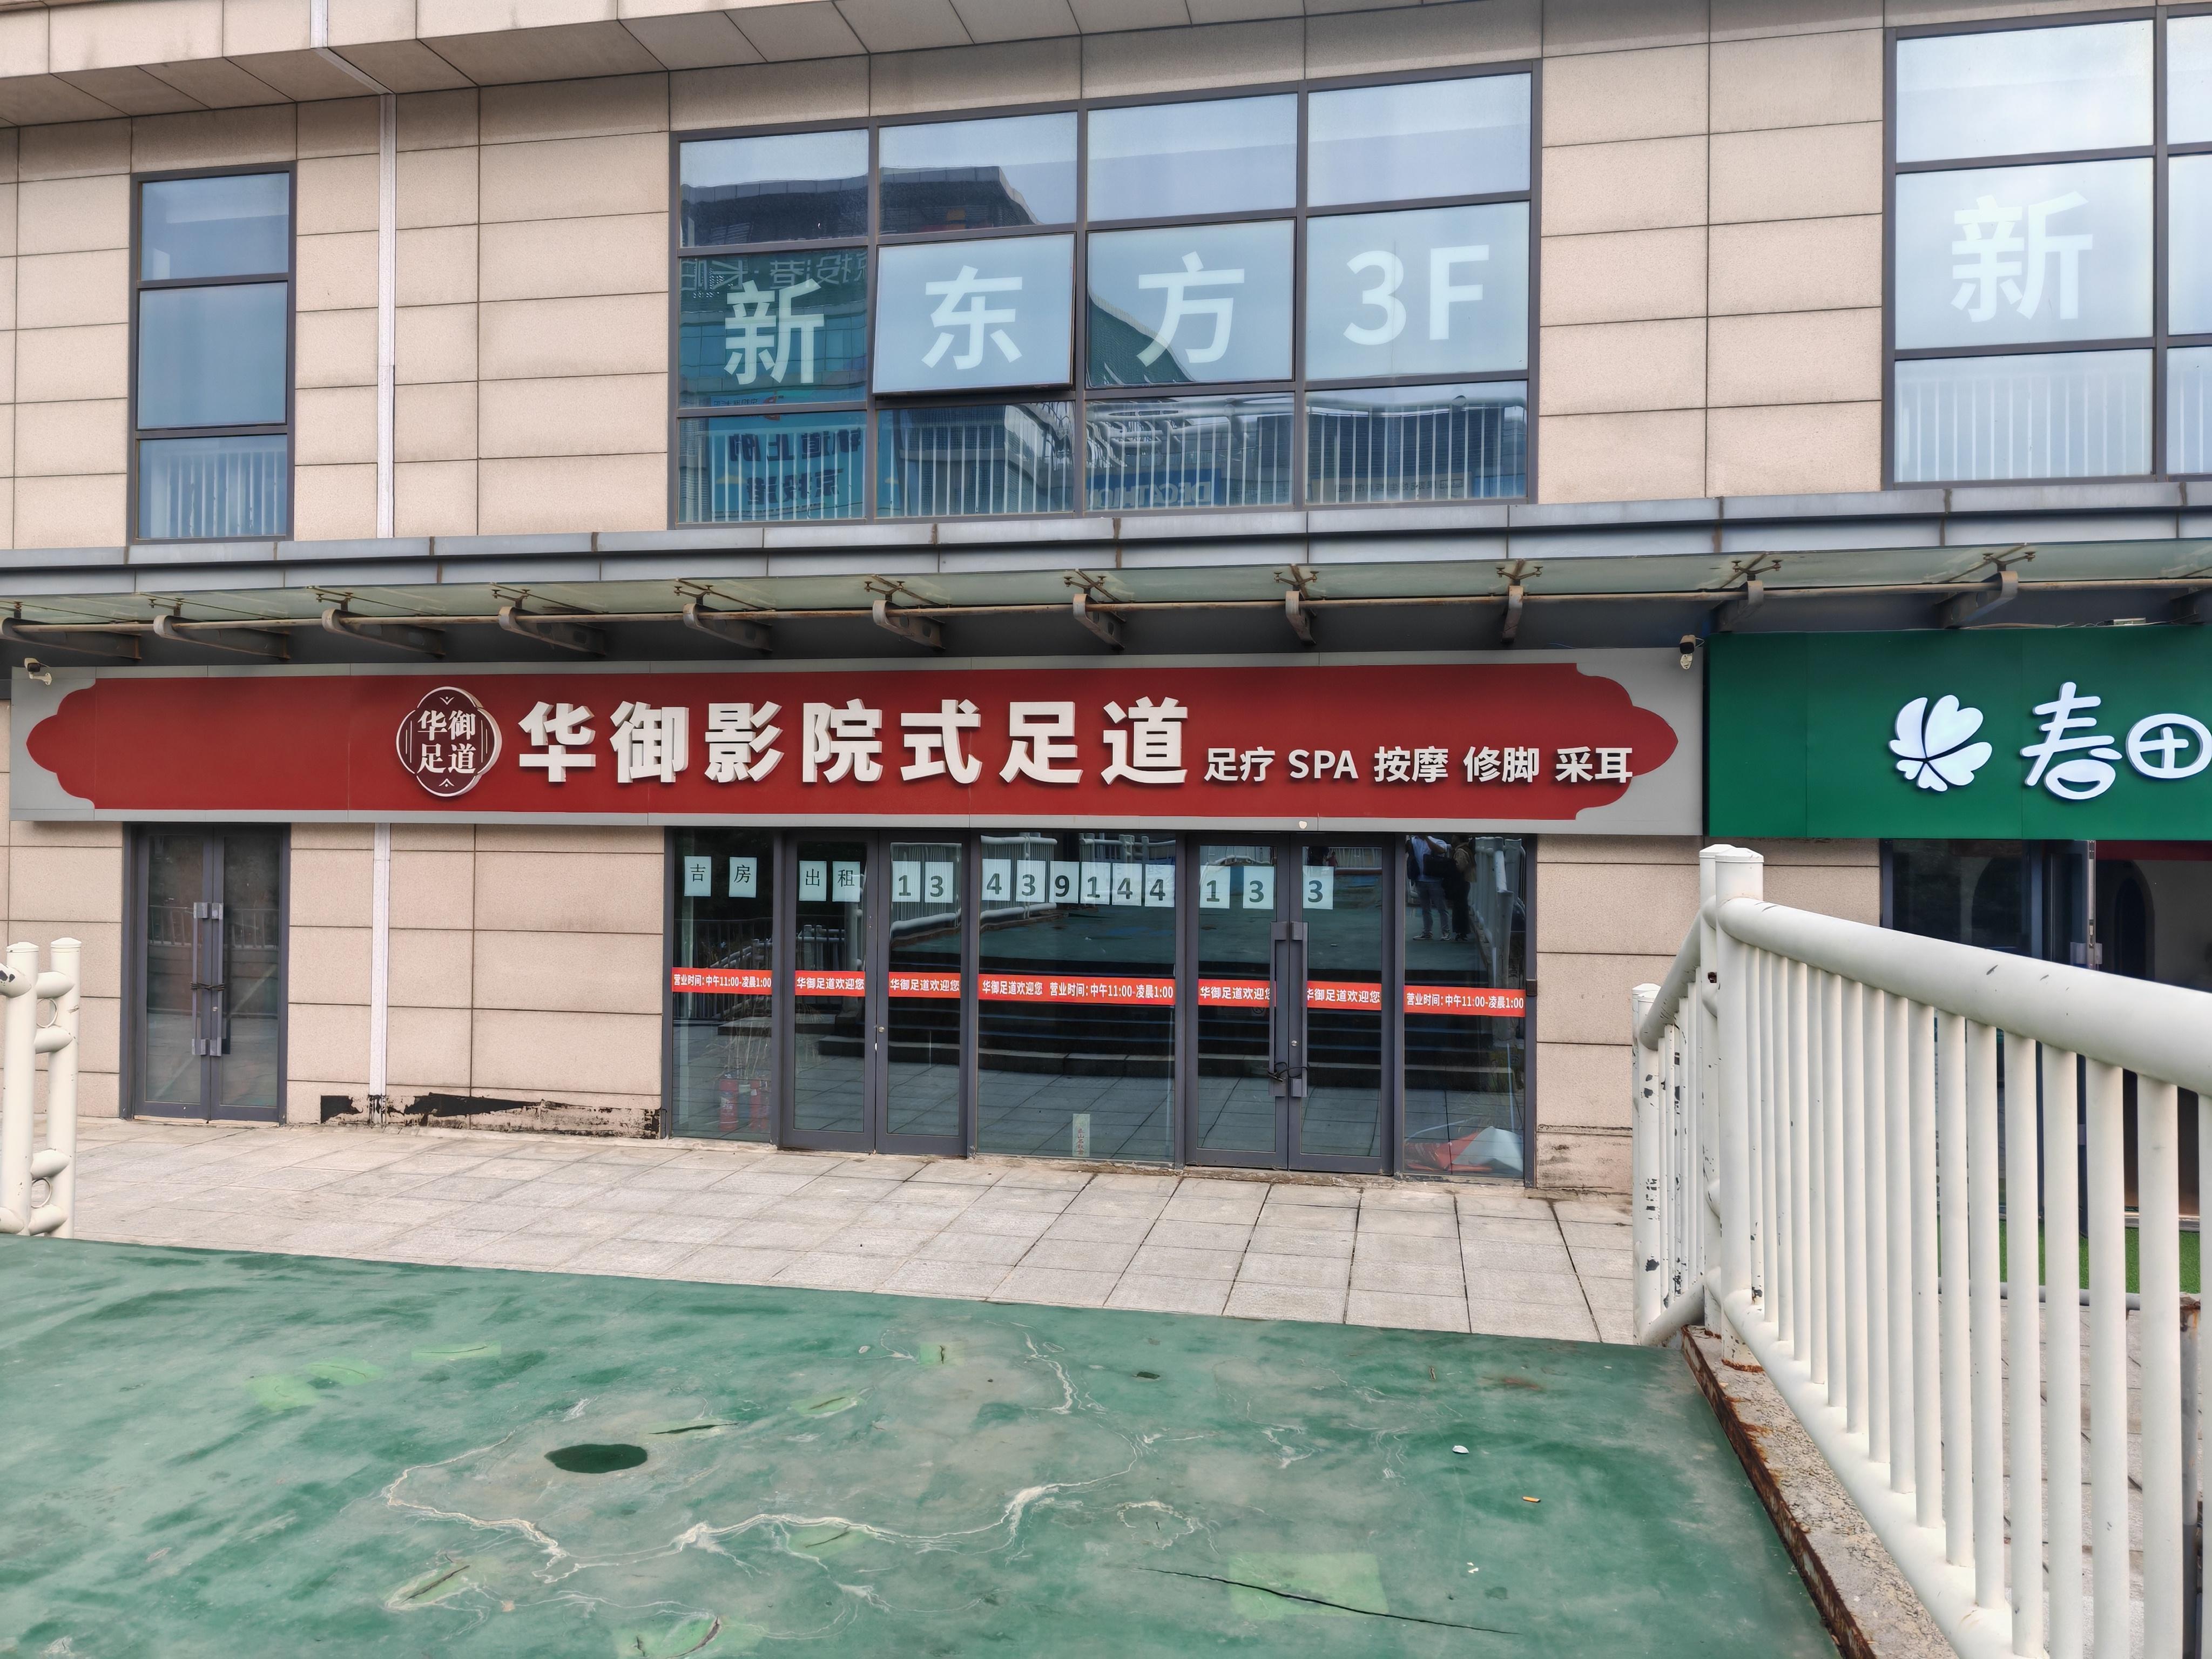 新东方3F
新
华御足道
华御影院式足道 足疗 SPA 按摩 修脚 采耳
春田
吉房出租 13439144133
营业时间：中午11:00-凌晨1:00
华御足道欢迎您
华御足道欢迎您
华御足道欢迎您 营业时间：中午11:00-凌晨1:00
华御足道欢迎您
华御足道欢迎您
营业时间：中午11:00-凌晨1:00